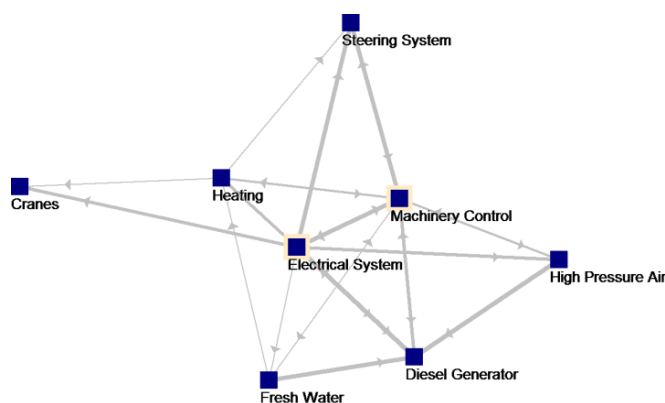 Steering System
Heating
Cranes
Machinery Control
Electrical System
High Pressure Air
Diesel Generator
Fresh Water